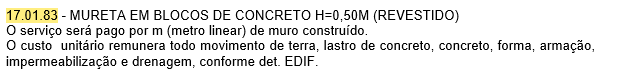 17.01.83 - MURETA EM BLOCOS DE CONCRETO H=0,50M (REVESTIDO)
O serviço será pago por m (metro linear) de muro construído.
O custo unitário remunera todo movimento de terra, lastro de concreto, concreto, forma, armação,
impermeabilização e drenagem, conforme det. EDIF.